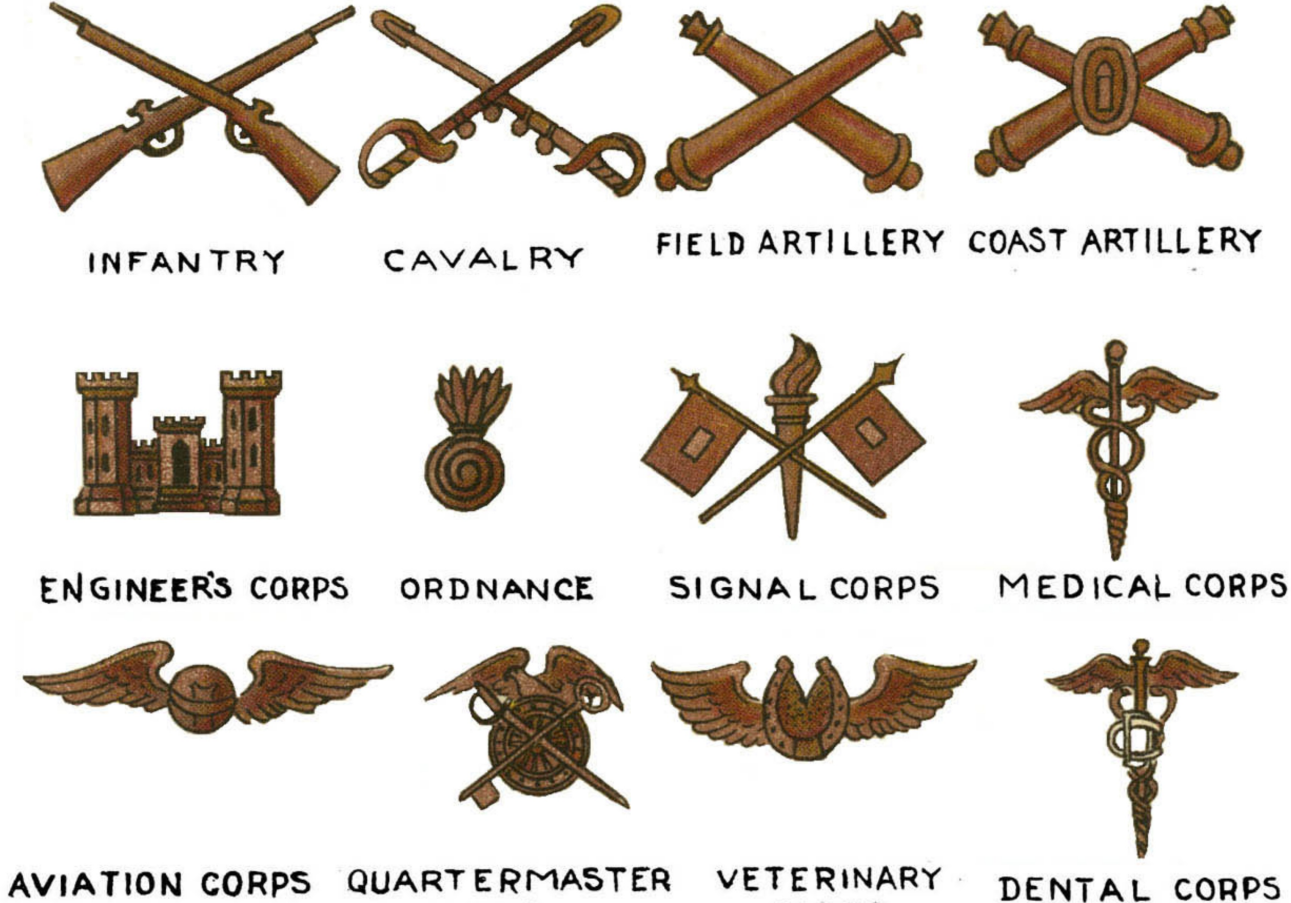 INFANTRY
CAVALRY
FIELD ARTILLERY
COAST ARTILLERY
ENGINEER'S CORPS
ORDNANCE
SIGNAL CORPS
MEDICAL CORPS
AVIATION CORPS
QUARTERMASTER
VETERINARY
DENTAL CORPS